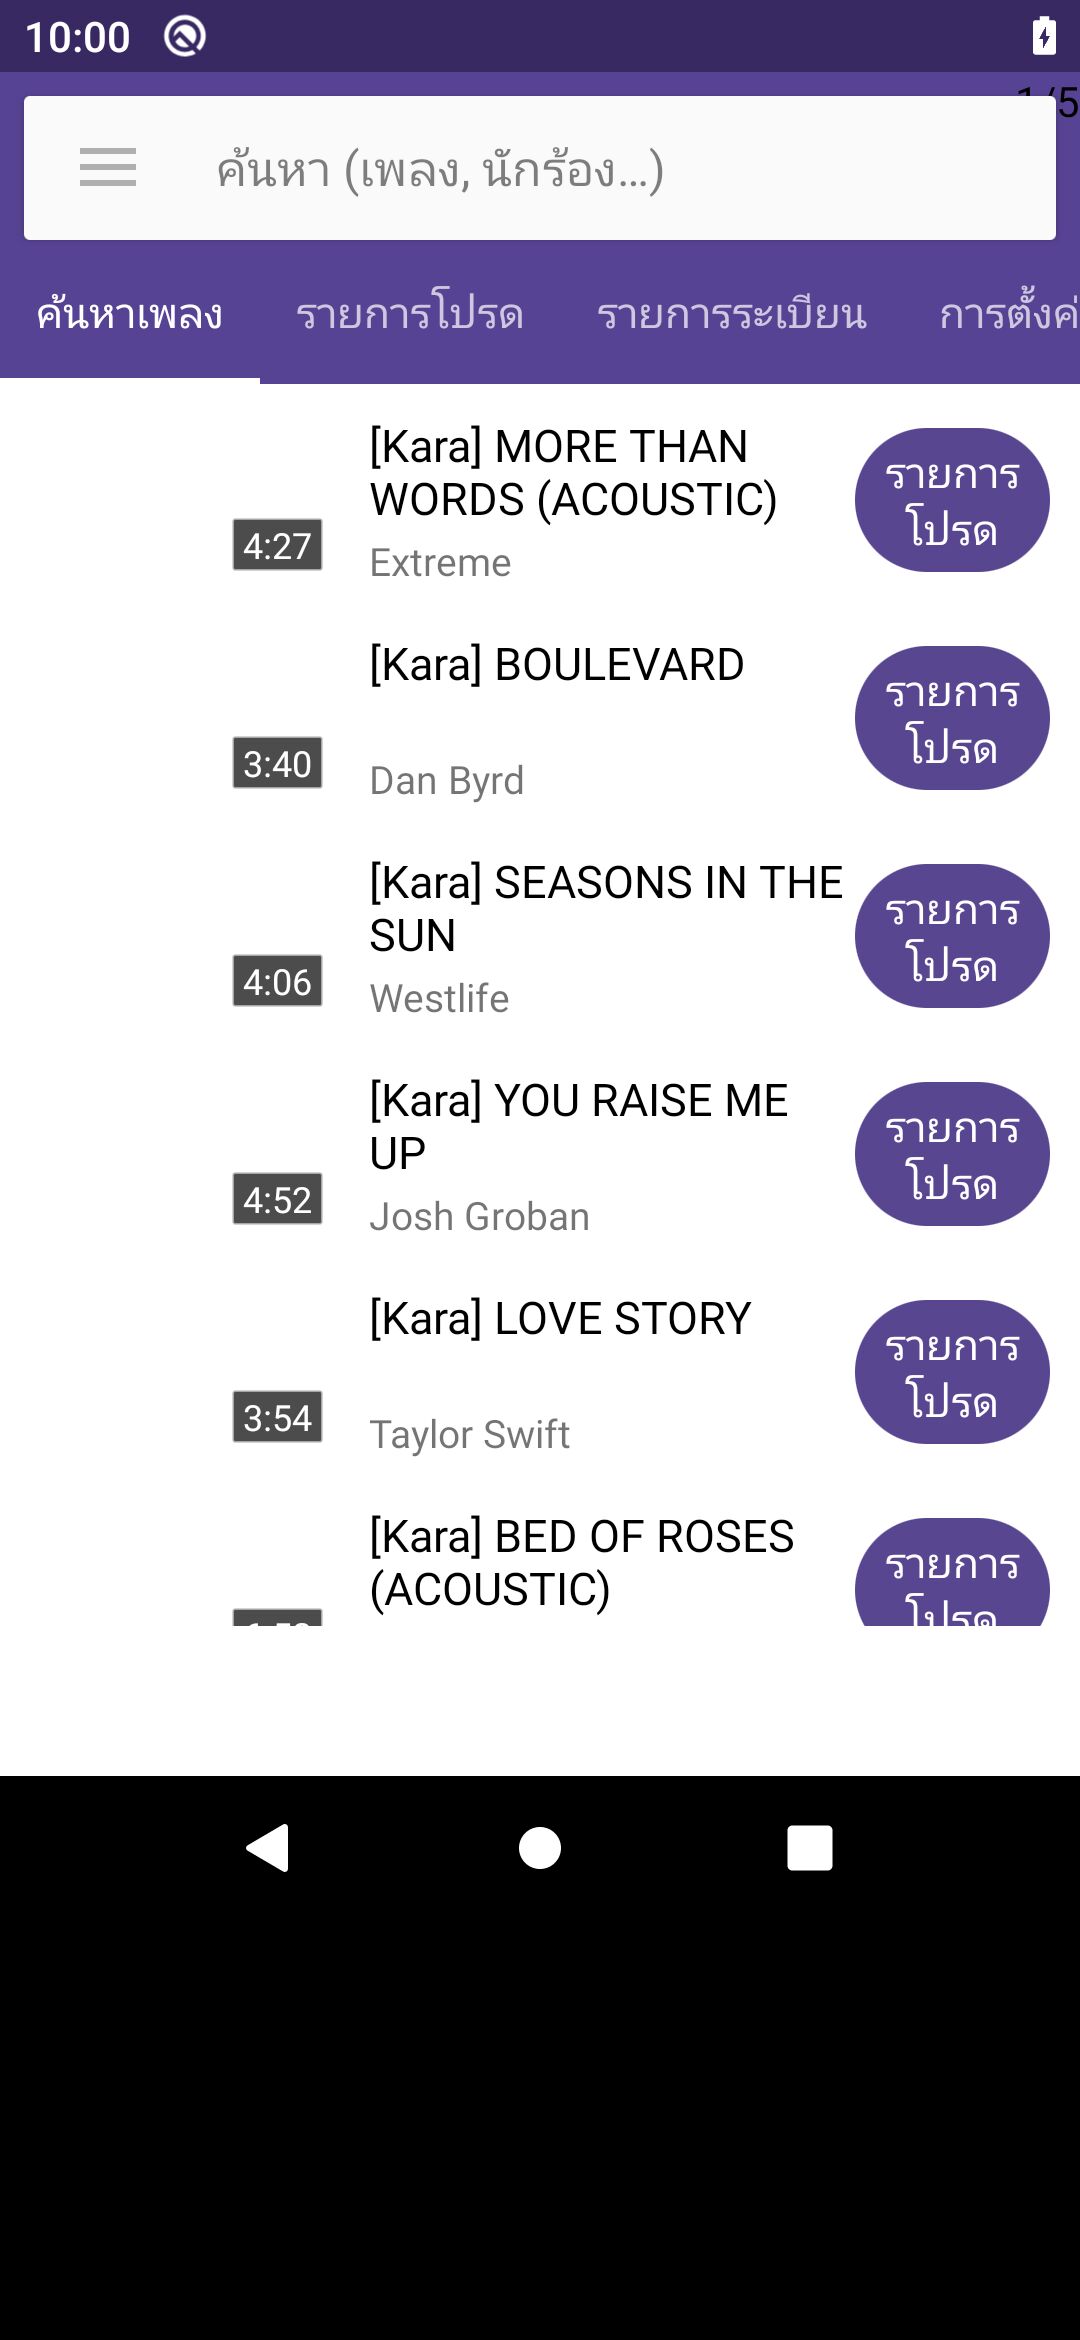 10:00
1/5
ค้นหา (เพลง, นักร้อง...)
ค้นหาเพลง
รายการโปรด
รายการระเบียน
การตั้งค่
[Kara] MORE THAN
WORDS (ACOUSTIC)
4:27
Extreme
รายการ
โปรด
[Kara] BOULEVARD
3:40
Dan Byrd
รายการ
โปรด
[Kara] SEASONS IN THE
SUN
4:06
Westlife
รายการ
โปรด
[Kara] YOU RAISE ME
UP
4:52
Josh Groban
รายการ
โปรด
[Kara] LOVE STORY
3:54
Taylor Swift
รายการ
โปรด
[Kara] BED OF ROSES
(ACOUSTIC)
รายการ
โปรด